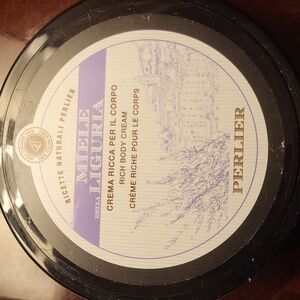 RICETTE NATURALI PERLIER
MIELE
DELLA LIGURIA
CREMA RICCA PER IL CORPO
RICH BODY CREAM
CRÈME RICHE POUR LE CORPS
PERLIER